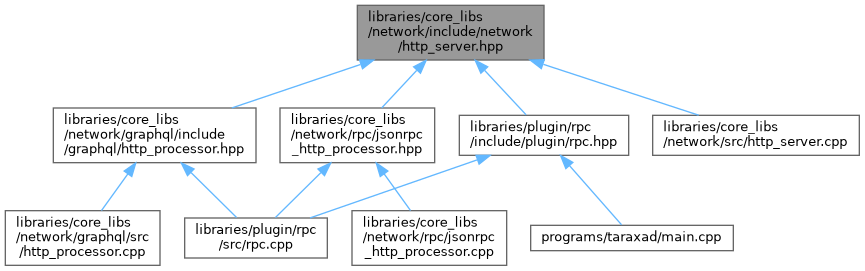 libraries/core_libs
/network/include/network
/http_server.hpp
libraries/core_libs
/network/graphql/include
/graphql/http_processor.hpp
libraries/core_libs
/network/rpc/jsonrpc
_http_processor.hpp
libraries/plugin/rpc
/include/plugin/rpc.hpp
libraries/core_libs
/network/src/http_server.cpp
libraries/core_libs
/network/graphql/src
/http_processor.cpp
libraries/plugin/rpc
/src/rpc.cpp
libraries/core_libs
/network/rpc/jsonrpc
_http_processor.cpp
programs/taraxad/main.cpp